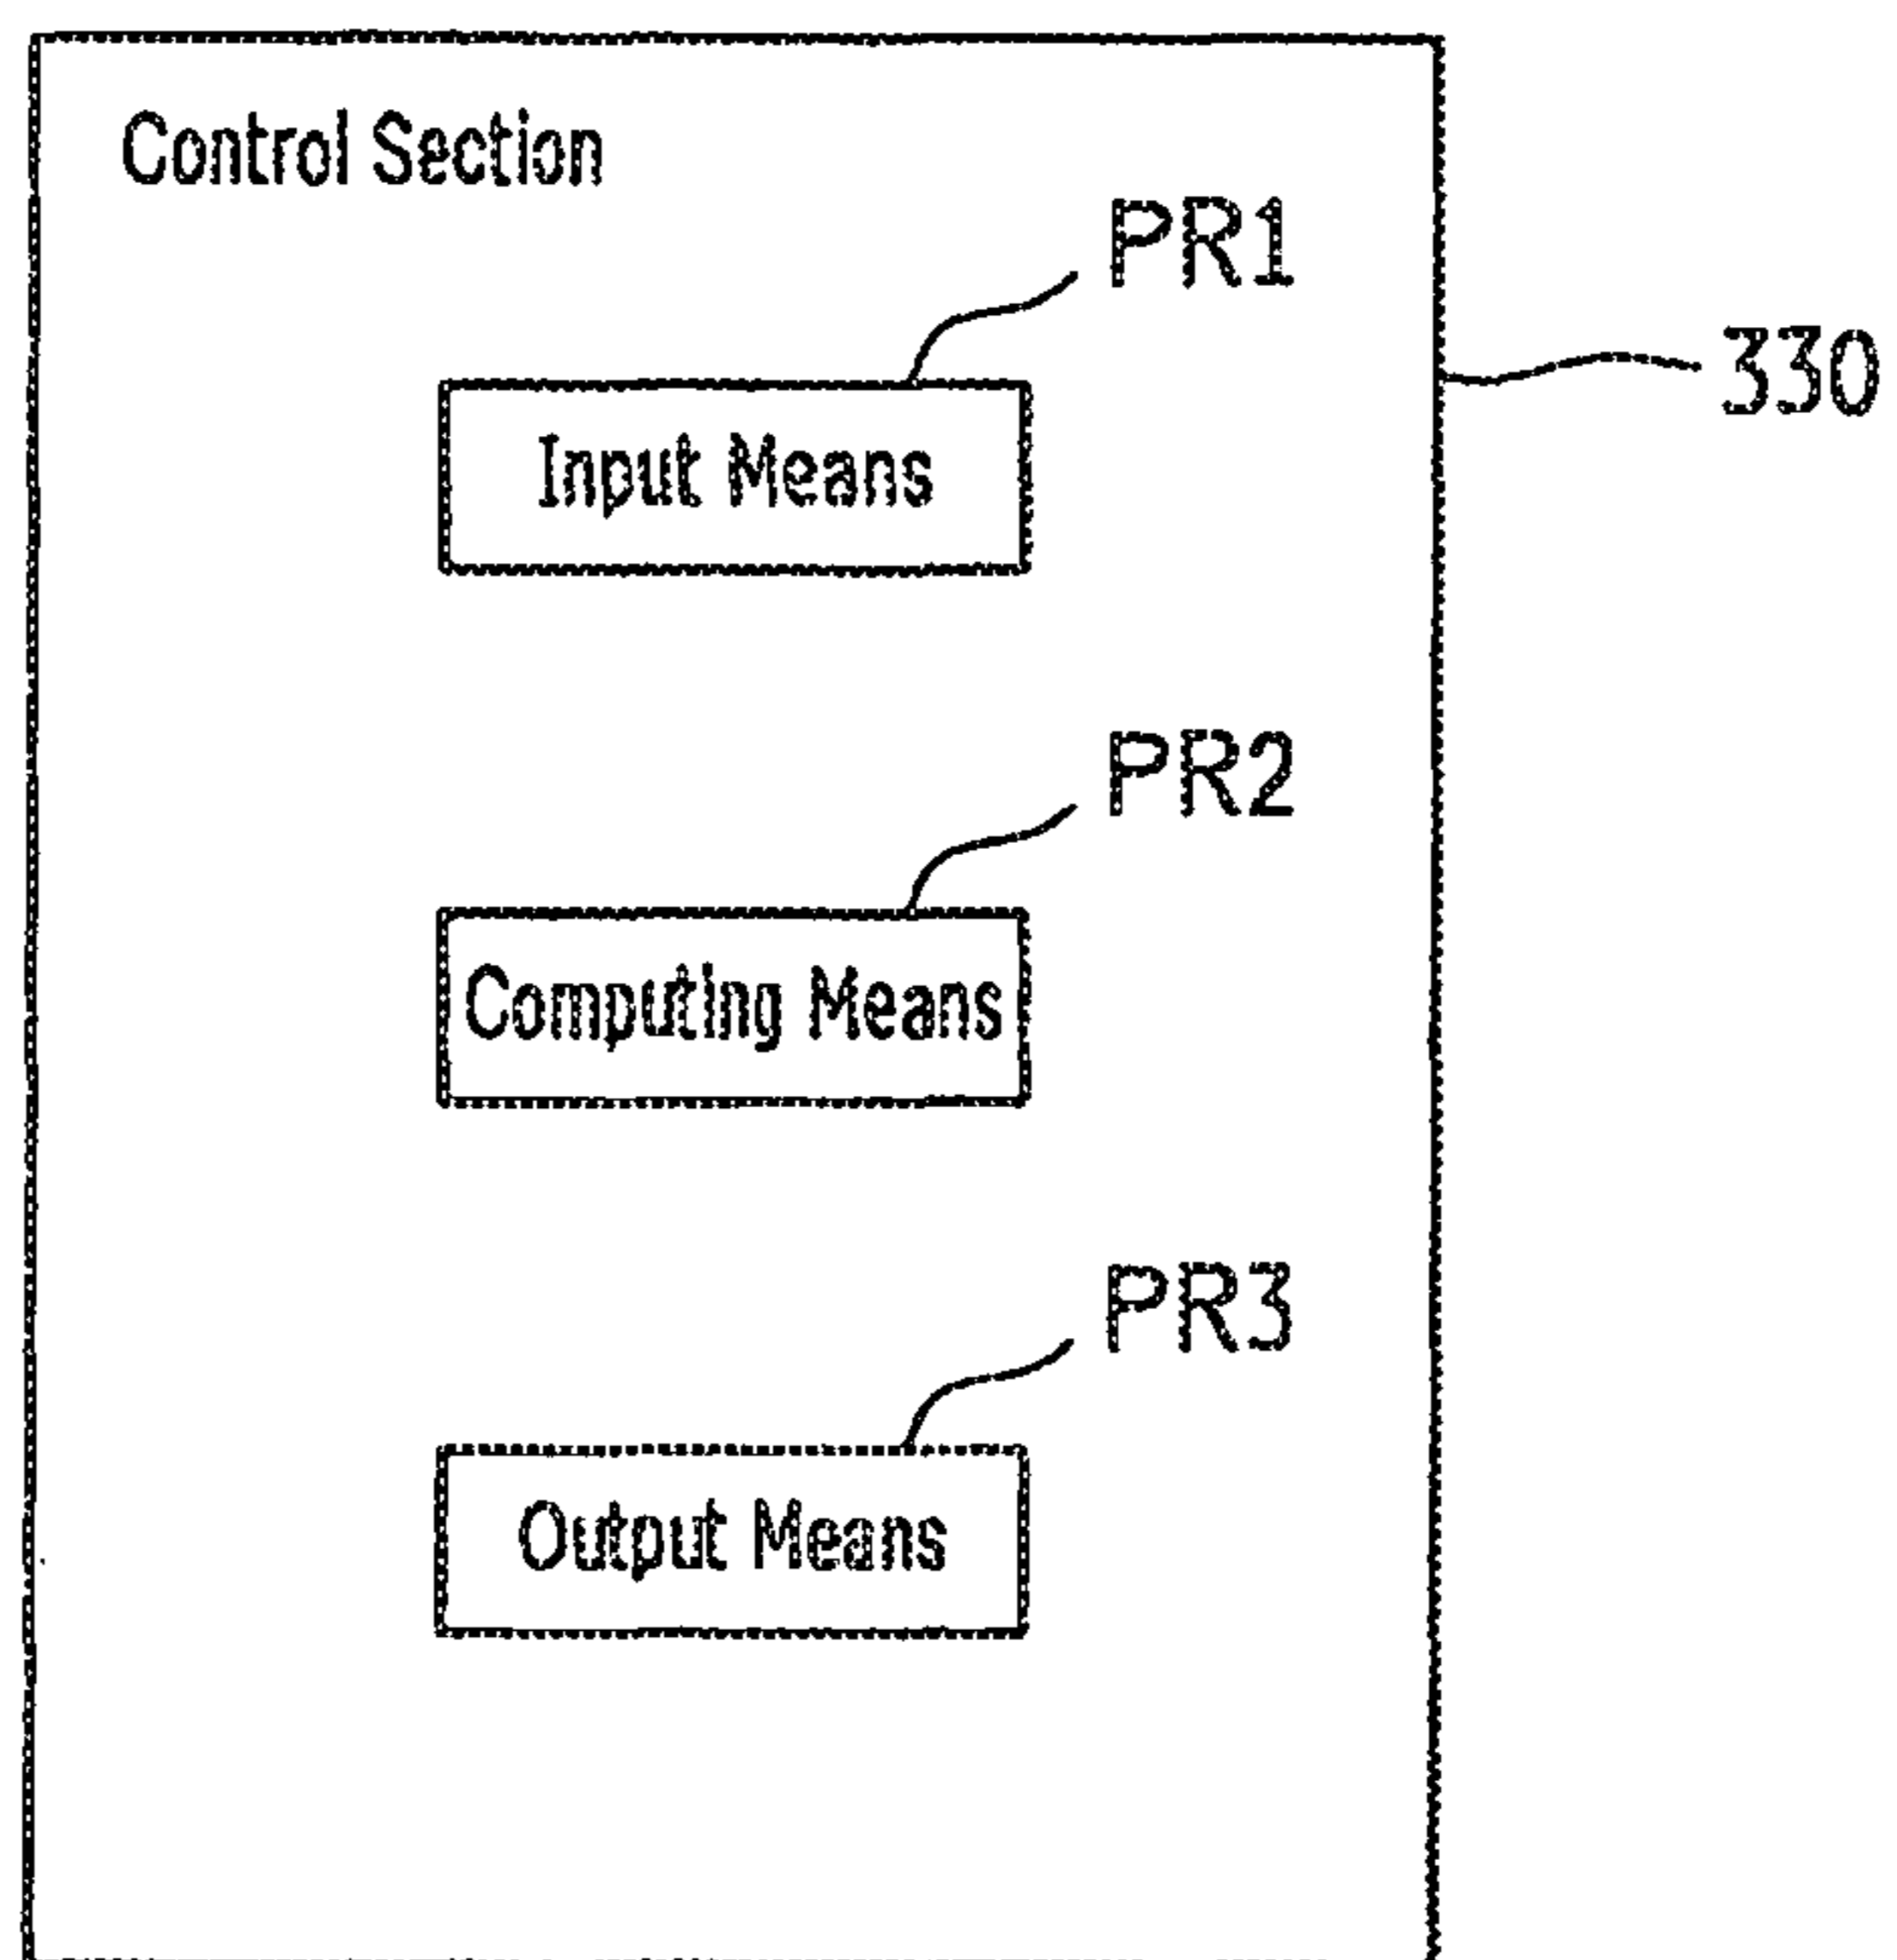 Control Section
PR1
330
Input Means
PR2
Computing Means
PR3
Output Means